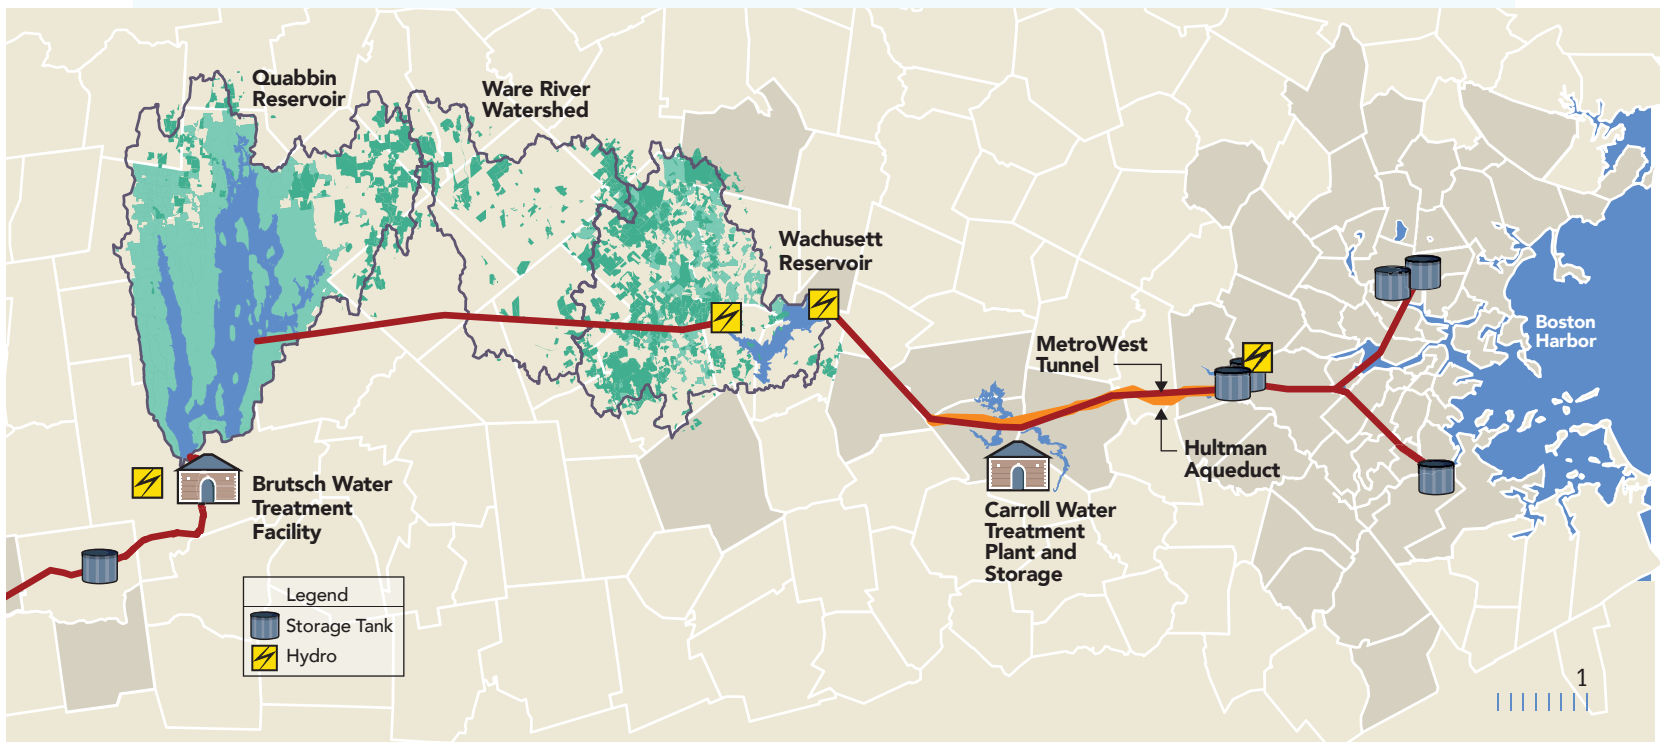 Quabbin
Reservoir
Ware River
Watershed
Wachusett
Reservoir
Boston
Harbor
MetroWest
Tunnel
Hultman
Aqueduct
Brutsch Water
Treatment
Facility
Carroll Water
Treatment
Plant and
Storage
Legend
Storage Tank
Hydro
1